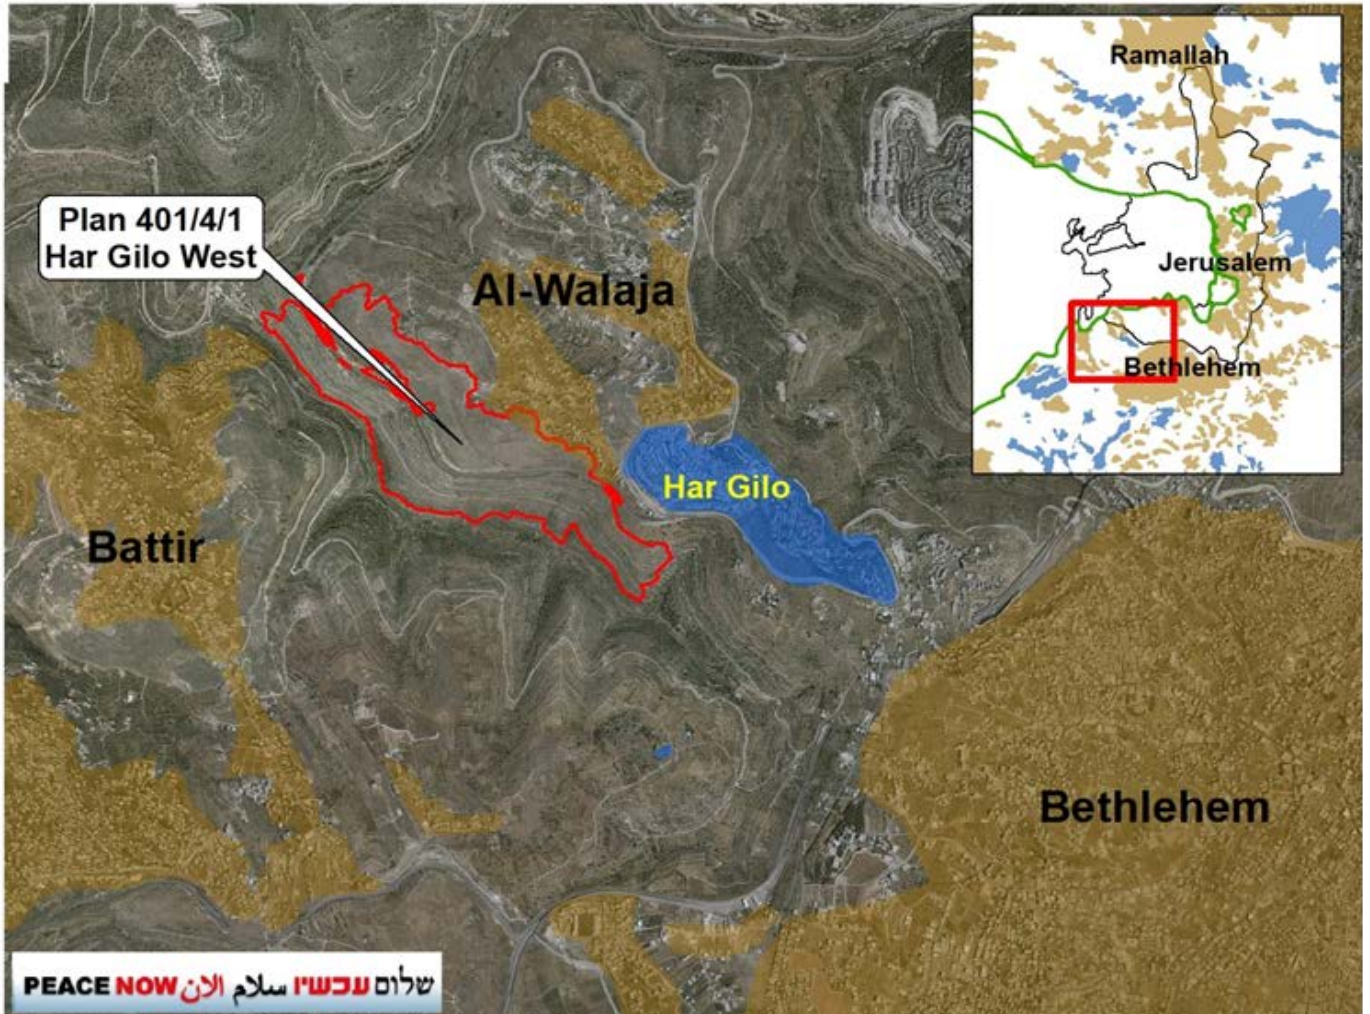 Plan 401/4/1
Har Gilo West
Al-Walaja
Har Gilo
Battir
Bethlehem
Ramallah
Jerusalem
Bethlehem
PEACE NOW سلام الان שלום עכשיו